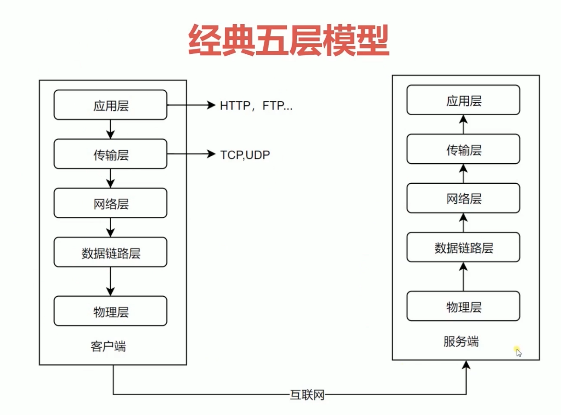 经典五层模型
应用层
HTTP，FTP...
传输层
TCP,UDP
网络层
数据链路层
物理层
客户端
应用层
传输层
网络层
数据链路层
物理层
服务端
互联网